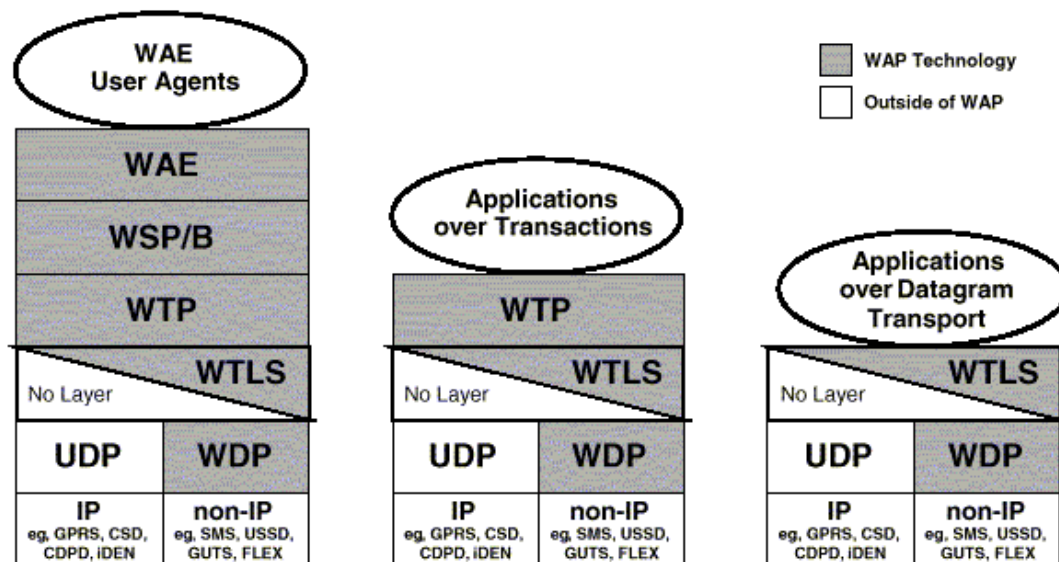 WAE
User Agents
WAE
WSP/B
WTP
WTLS
No Layer
UDP
WDP
IP
eg, GPRS, CSD,
CDPD, iDEN
non-IP
eg, SMS, USSD,
GUTS, FLEX
Applications
over Transactions
WTP
WTLS
No Layer
UDP
WDP
IP
eg, GPRS, CSD,
CDPD, iDEN
non-IP
eg, SMS, USSD,
GUTS, FLEX
WAP Technology
Outside of WAP
Applications
over Datagram
Transport
WTLS
No Layer
UDP
WDP
IP
eg, GPRS, CSD,
CDPD, iDEN
non-IP
eg, SMS, USSD,
GUTS, FLEX